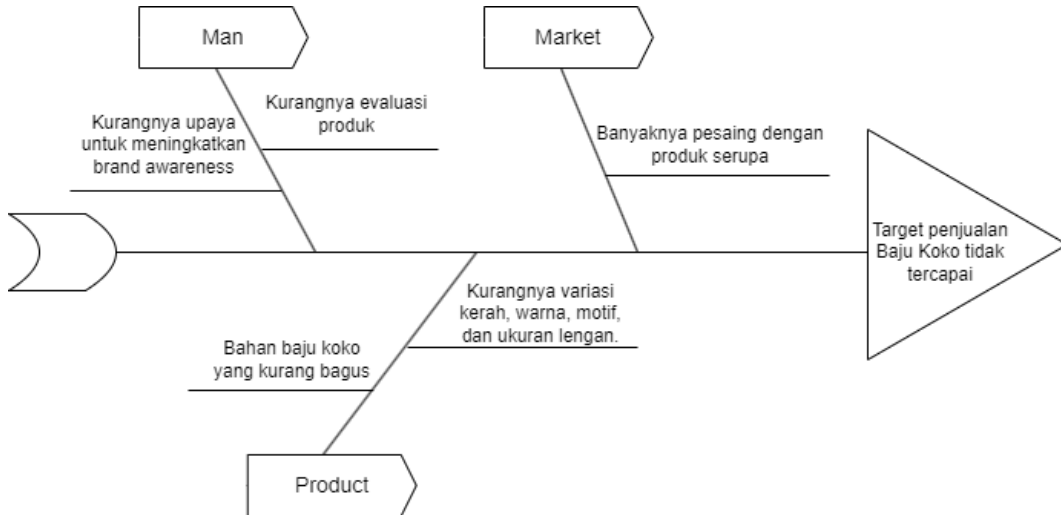 Man
Market
Kurangnya evaluasi
produk
Kurangnya upaya
untuk meningkatkan
brand awareness
Banyaknya pesaing dengan
produk serupa
Target penjualan
Baju Koko tidak
tercapai
Kurangnya variasi
kerah, warna, motif,
dan ukuran lengan.
Bahan baju koko
yang kurang bagus
Product